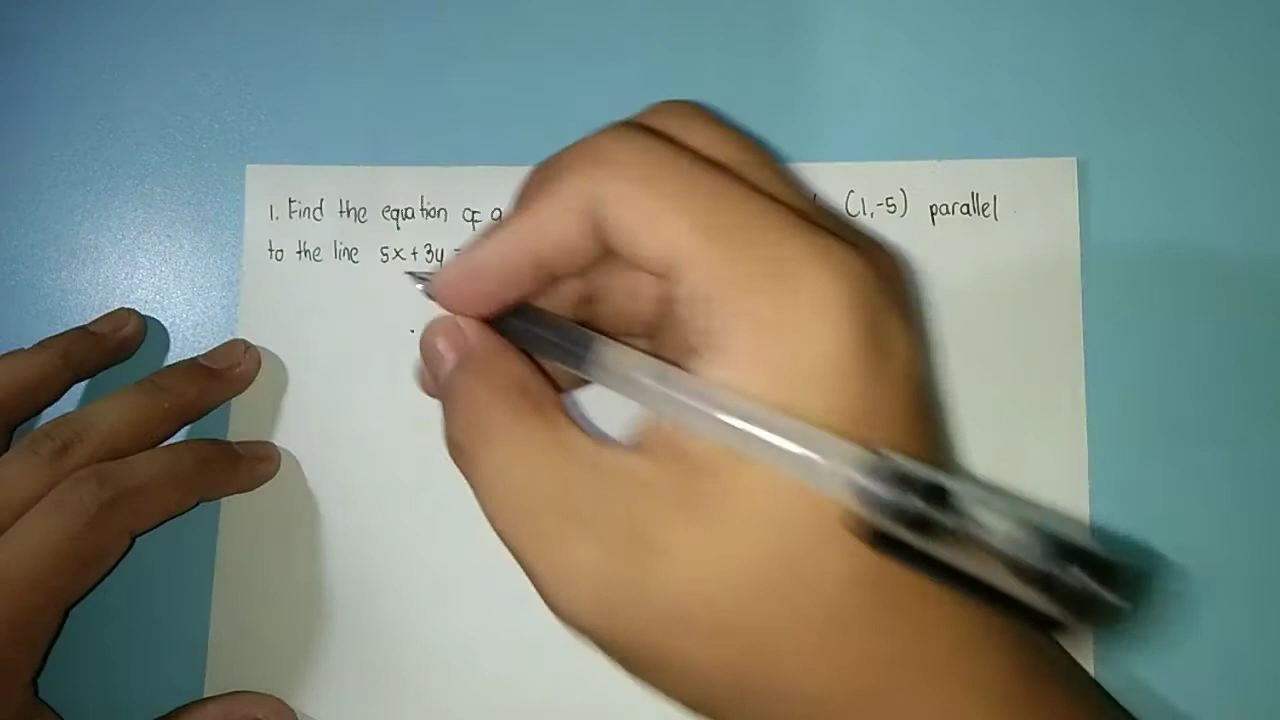 1. Find the equation of a (1,-5) parallel
to the line 5x+3y